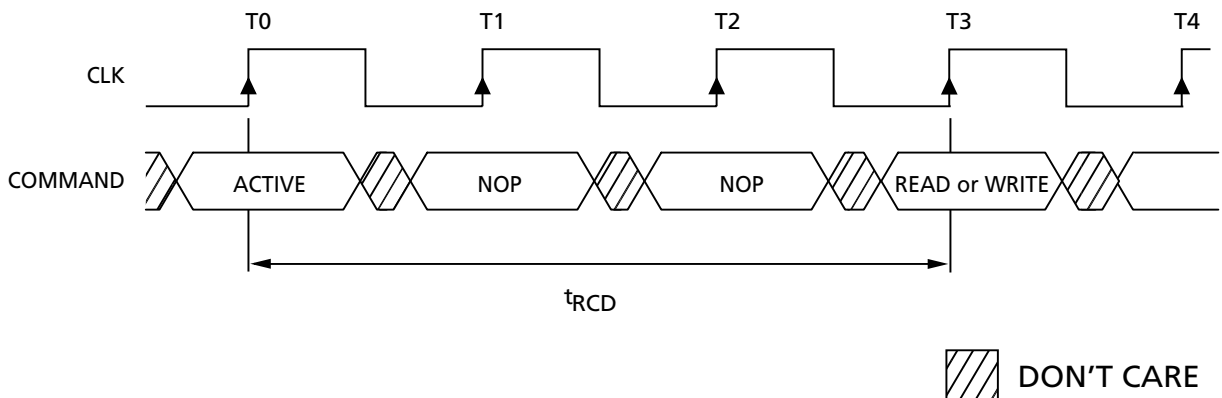 T0 T1 T2 T3 T4
CLK
COMMAND ACTIVE NOP NOP READ or WRITE
tRCD
DON'T CARE